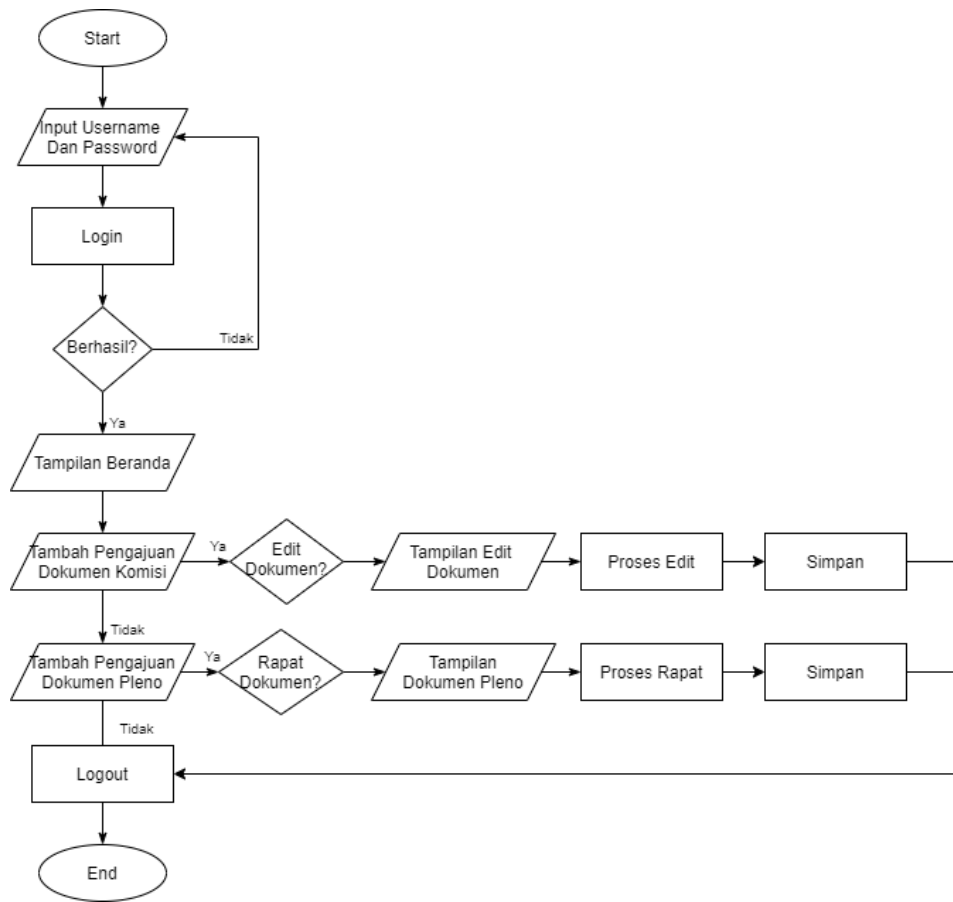 Start
Input Username
Dan Password
Login
Berhasil?
Tidak
Ya
Tampilan Beranda
Tambah Pengajuan
Dokumen Komisi
Ya
Edit
Dokumen?
Tampilan Edit
Dokumen
Proses Edit
Simpan
Tidak
Tambah Pengajuan
Dokumen Pleno
Ya
Rapat
Dokumen?
Tampilan
Dokumen Pleno
Proses Rapat
Simpan
Tidak
Logout
End